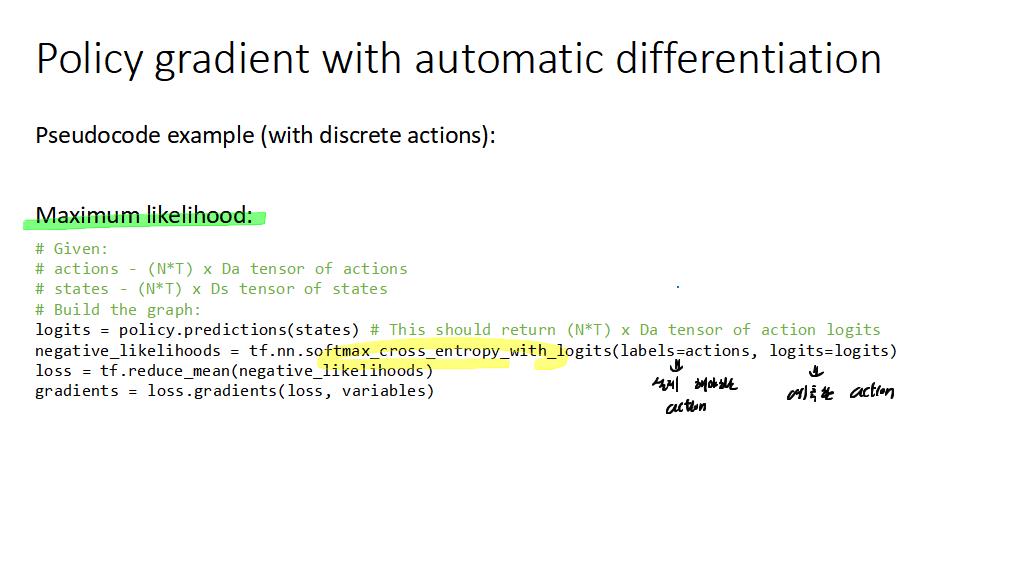 Policy gradient with automatic differentiation
Pseudocode example (with discrete actions):
Maximum likelihood:
# Given:
# actions - (N*T) x Da tensor of actions
# states - (N*T) x Ds tensor of states
# Build the graph:
logits = policy.predictions(states) # This should return (N*T) x Da tensor of action logits
negative_likelihoods = tf.nn.softmax_cross_entropy_with_logits(labels=actions, logits=logits)
loss = tf.reduce_mean(negative_likelihoods)
gradients = loss.gradients(loss, variables)
실제 해야하는
action
예측한 action